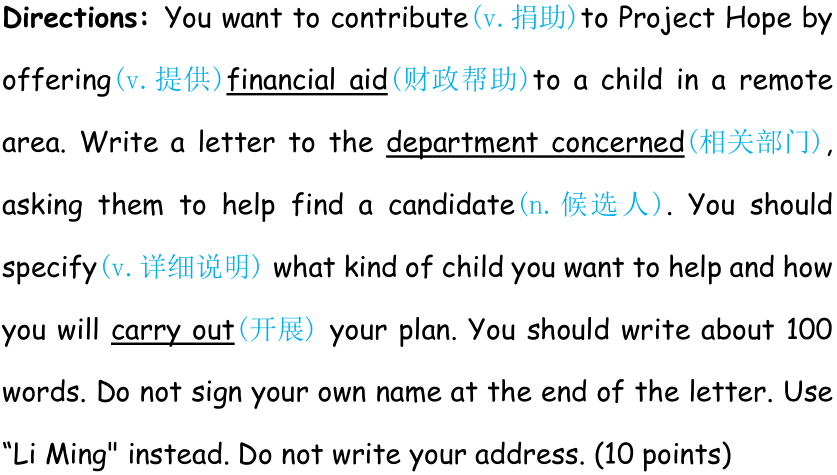 Directions: You want to contribute(v.捐助)to Project Hope by
offering(v.提供)financial aid(财政帮助)to a child in a remote
area. Write a letter to the department concerned(相关部门),
asking them to help find a candidate(n.候选人). You should
specify(v.详细说明) what kind of child you want to help and how
you will carry out(开展) your plan. You should write about 100
words. Do not sign your own name at the end of the letter. Use
“Li Ming" instead. Do not write your address. (10 points)